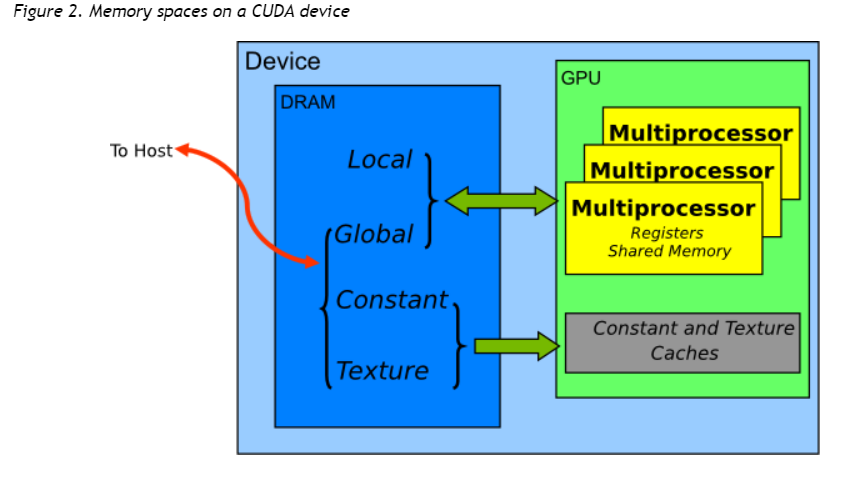 Figure 2. Memory spaces on a CUDA device
Device
GPU
DRAM
Multiprocessor
To Host
Local
Multiprocessor
Multiprocessor
Registers
Shared Memory
Global
Constant
Texture
Constant and Texture
Caches